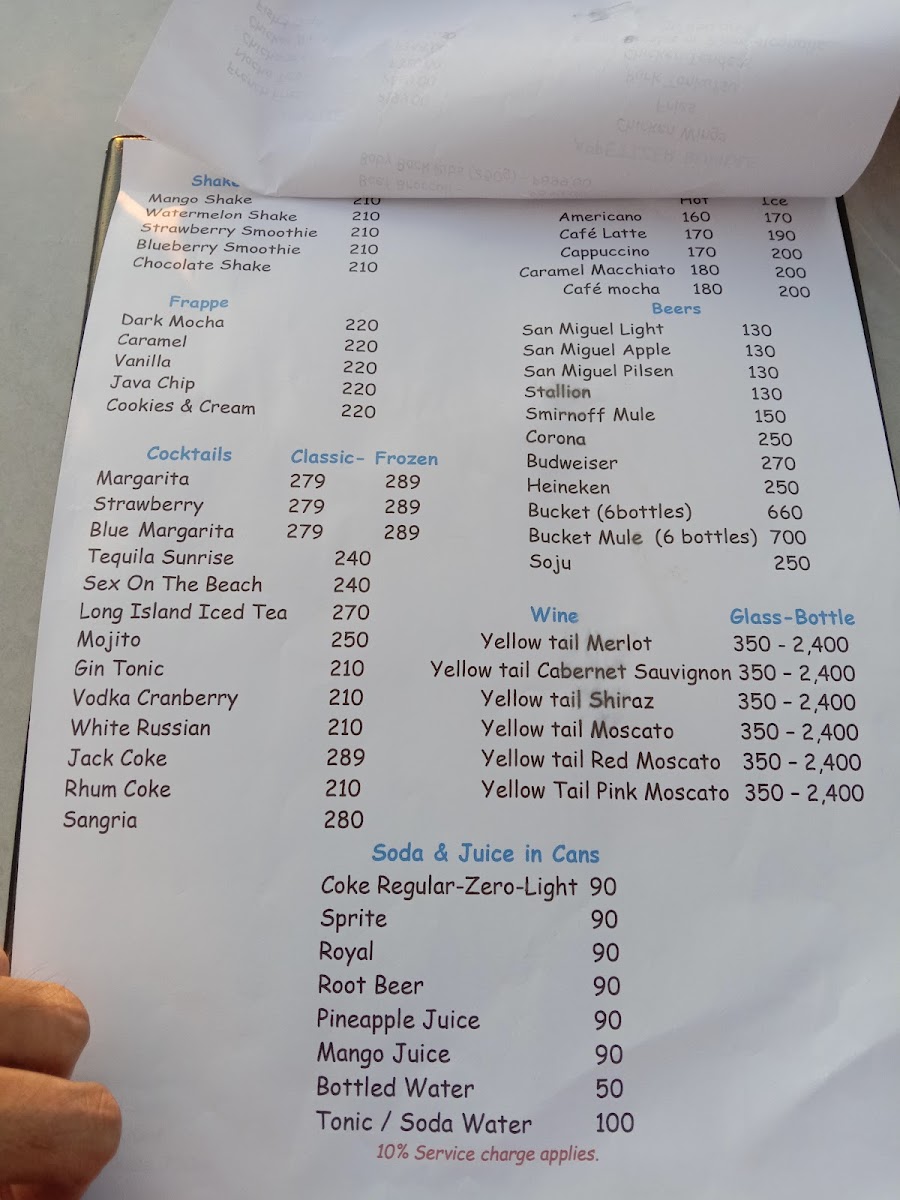 Shake
Mango Shake 210
Watermelon Shake 210
Strawberry Smoothie 210
Blueberry Smoothie 210
Chocolate Shake 210
Frappe
Dark Mocha 220
Caramel 220
Vanilla 220
Java Chip 220
Cookies & Cream 220
Cocktails Classic- Frozen
Margarita 279 289
Strawberry 279 289
Blue Margarita 279 289
Tequila Sunrise 240
Sex On The Beach 240
Long Island Iced Tea 270
Mojito 250
Gin Tonic 210
Vodka Cranberry 210
White Russian 210
Jack Coke 289
Rhum Coke 210
Sangria 280
Hot Ice
Americano 160 170
Café Latte 170 190
Cappuccino 170 200
Caramel Macchiato 180 200
Café mocha 180 200
Beers
San Miguel Light 130
San Miguel Apple 130
San Miguel Pilsen 130
Stallion 130
Smirnoff Mule 150
Corona 250
Budweiser 270
Heineken 250
Bucket (6bottles) 660
Bucket Mule (6 bottles) 700
Soju 250
Wine Glass-Bottle
Yellow tail Merlot 350 - 2,400
Yellow tail Cabernet Sauvignon 350 - 2,400
Yellow tail Shiraz 350 - 2,400
Yellow tail Moscato 350 - 2,400
Yellow tail Red Moscato 350 - 2,400
Yellow Tail Pink Moscato 350 - 2,400
Soda & Juice in Cans
Coke Regular-Zero-Light 90
Sprite 90
Royal 90
Root Beer 90
Pineapple Juice 90
Mango Juice 90
Bottled Water 50
Tonic / Soda Water 100
10% Service charge applies.